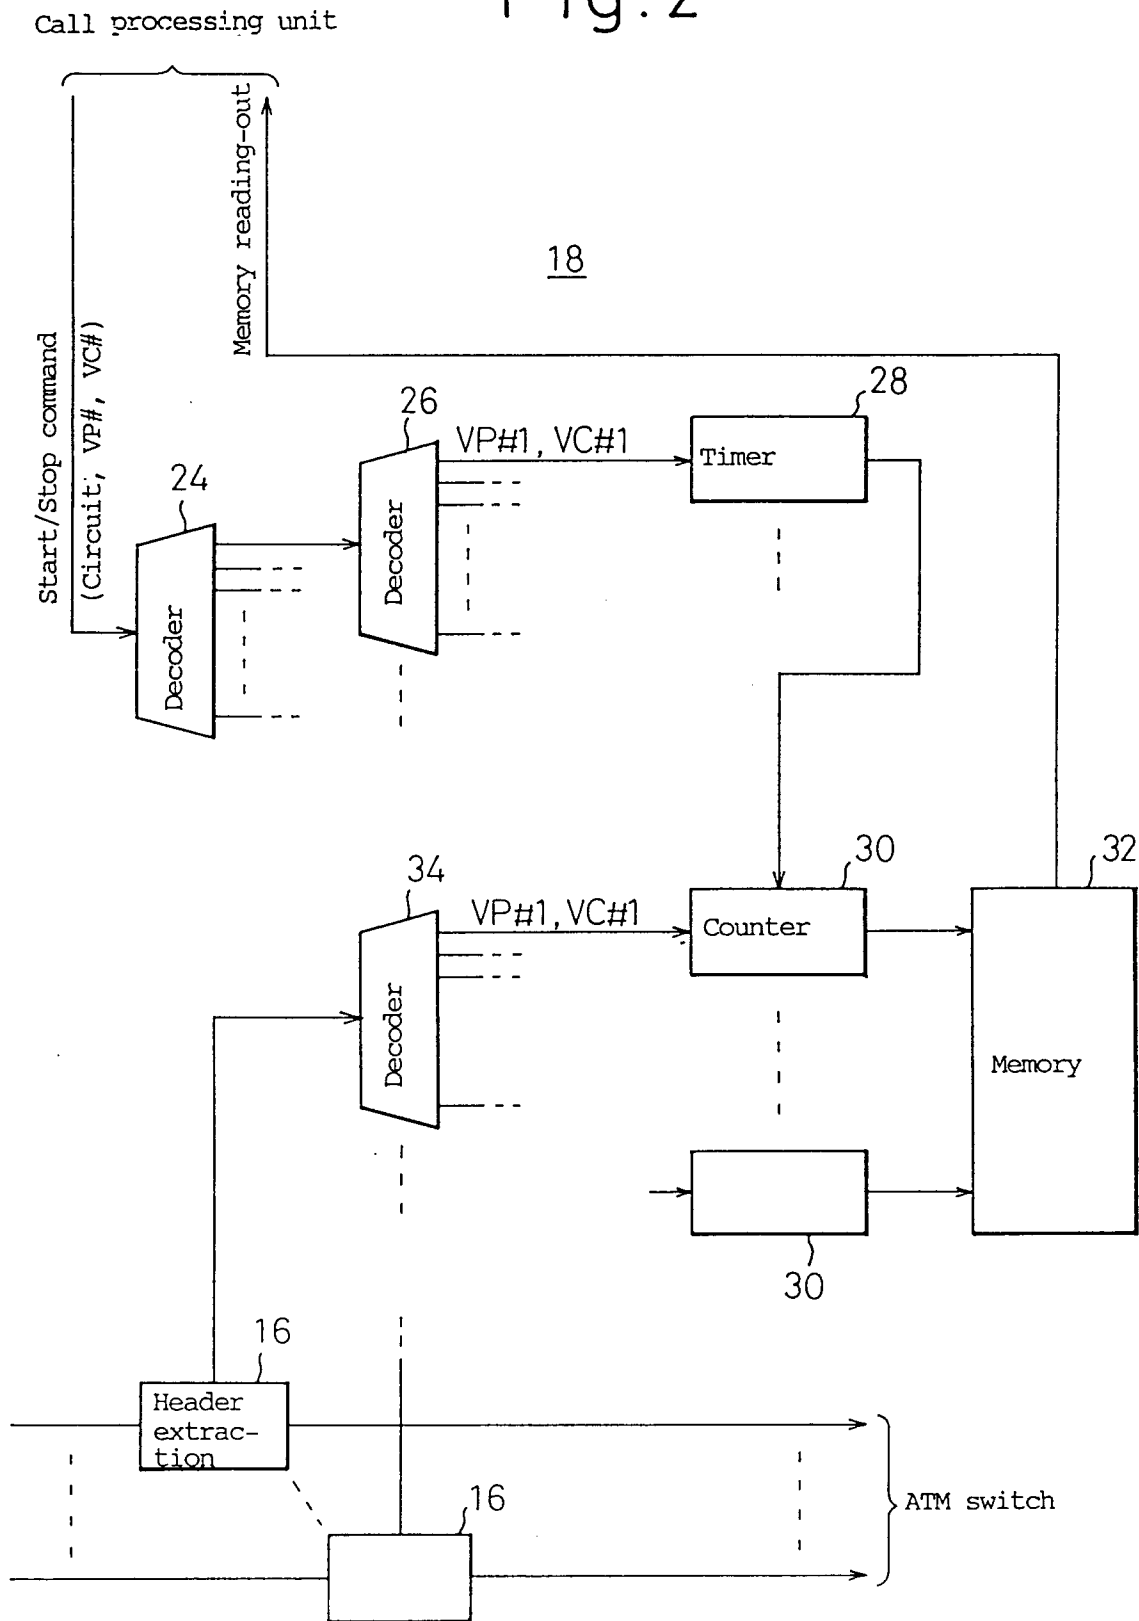 Fig. 2
Call processing unit
Memory reading-out
Start/Stop command
(Circuit, VP#, VC#)
18
28
26
VP#1, VC#1
Timer
24
Decoder
Decoder
30
32
34
VP#1, VC#1
Counter
Decoder
Memory
30
16
Header
extrac-
tion
16
ATM switch